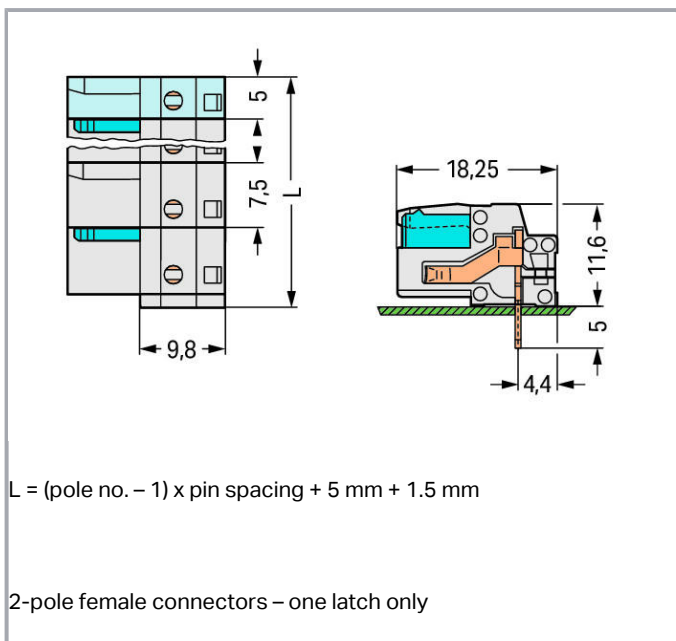 5
L
7,5
9,8
18,25
11,6
5
4,4
L = (pole no. – 1) x pin spacing + 5 mm + 1.5 mm
2-pole female connectors – one latch only